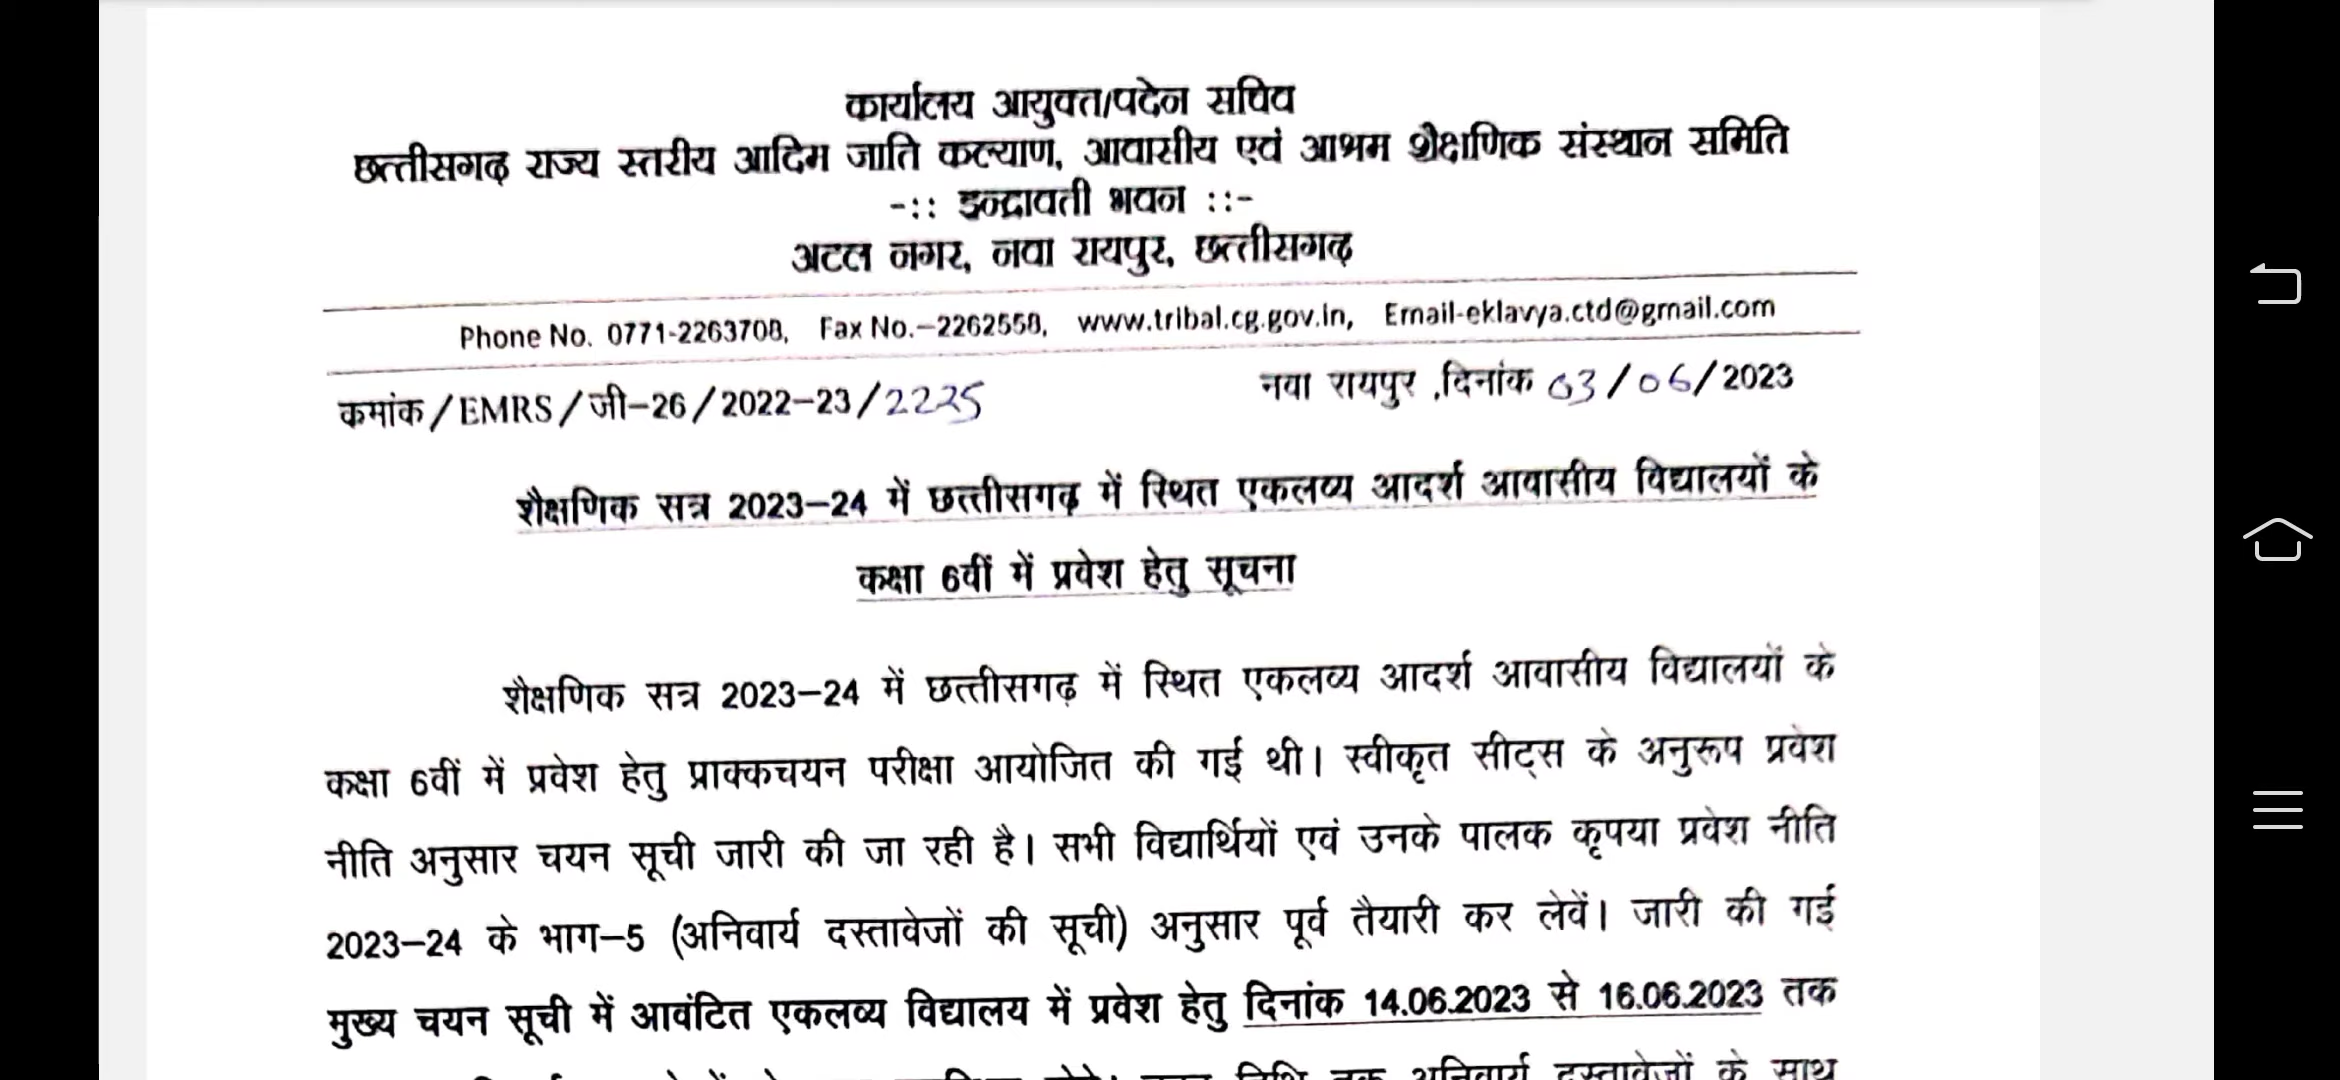 कार्यालय आयुक्त/पदेन सचिव
छत्तीसगढ़ राज्य स्तरीय आदिम जाति कल्याण, आवासीय एवं आश्रम शैक्षणिक संस्थान समिति
-:: इन्द्रावती भवन ::-
अटल नगर, नवा रायपुर, छत्तीसगढ़
Phone No. 0771-2263708, Fax No.-2262558, www.tribal.cg.gov.in, Email-eklavya.ctd@gmail.com
कमांक/EMRS/जी-26/2022-23/2225 नवा रायपुर ,दिनांक 03/06/2023
शैक्षणिक सत्र 2023-24 में छत्तीसगढ़ में स्थित एकलव्य आदर्श आवासीय विद्यालयों के
कक्षा 6वीं में प्रवेश हेतु सूचना
शैक्षणिक सत्र 2023-24 में छत्तीसगढ़ में स्थित एकलव्य आदर्श आवासीय विद्यालयों के
कक्षा 6वीं में प्रवेश हेतु प्राक्कचयन परीक्षा आयोजित की गई थी। स्वीकृत सीट्स के अनुरूप प्रवेश
नीति अनुसार चयन सूची जारी की जा रही है। सभी विद्यार्थियों एवं उनके पालक कृपया प्रवेश नीति
2023-24 के भाग-5 (अनिवार्य दस्तावेजों की सूची) अनुसार पूर्व तैयारी कर लेवें। जारी की गई
मुख्य चयन सूची में आवंटित एकलव्य विद्यालय में प्रवेश हेतु दिनांक 14.06.2023 से 16.06.2023 तक
तिथि तक अनिवार्य दस्तावेजों के साथ